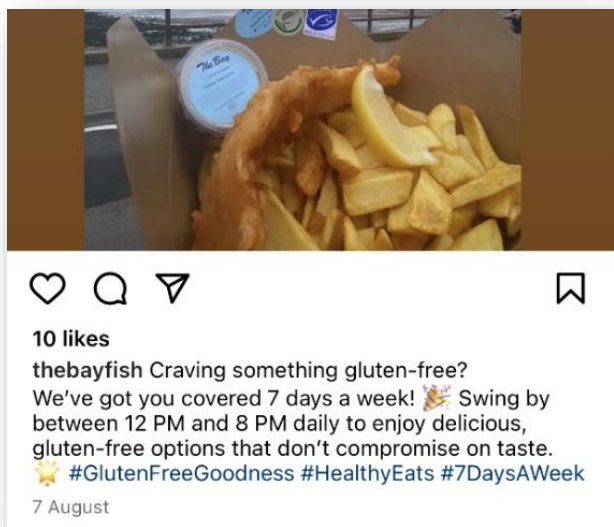 The Bay
10 likes
thebayfish Craving something gluten-free?
We've got you covered 7 days a week! 🎉 Swing by
between 12 PM and 8 PM daily to enjoy delicious,
gluten-free options that don't compromise on taste.
🌟 #GlutenFreeGoodness #HealthyEats #7DaysAWeek
7 August